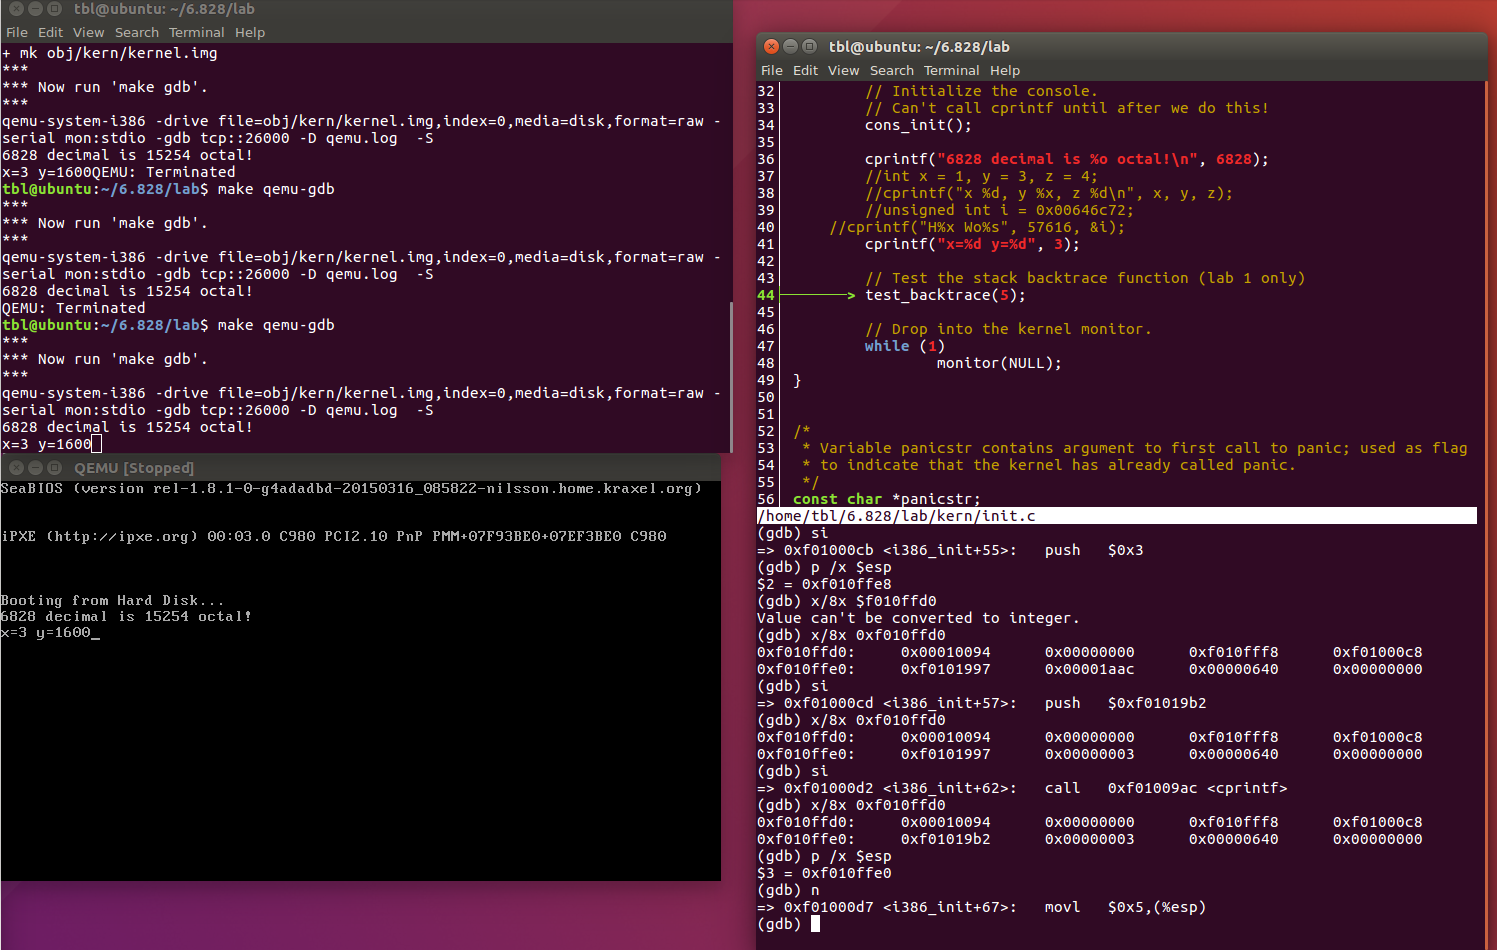 tbl@ubuntu: ~/6.828/lab
File Edit View Search Terminal Help
+ mk obj/kern/kernel.img
***
*** Now run 'make gdb'.
***
qemu-system-i386 -drive file=obj/kern/kernel.img,index=0,media=disk,format=raw -
serial mon:stdio -gdb tcp::26000 -D qemu.log  -S
6828 decimal is 15254 octal!
x=3 y=1600QEMU: Terminated
tbl@ubuntu:~/6.828/lab$ make qemu-gdb
***
*** Now run 'make gdb'.
***
qemu-system-i386 -drive file=obj/kern/kernel.img,index=0,media=disk,format=raw -
serial mon:stdio -gdb tcp::26000 -D qemu.log  -S
6828 decimal is 15254 octal!
QEMU: Terminated
tbl@ubuntu:~/6.828/lab$ make qemu-gdb
***
*** Now run 'make gdb'.
***
qemu-system-i386 -drive file=obj/kern/kernel.img,index=0,media=disk,format=raw -
serial mon:stdio -gdb tcp::26000 -D qemu.log  -S
6828 decimal is 15254 octal!
x=3 y=1600
QEMU [Stopped]
SeaBIOS (version rel-1.8.1-0-g4adadbd-20150316_085822-nilsson.home.kraxel.org)
iPXE (http://ipxe.org) 00:03.0 C980 PCI2.10 PnP PMM+07F93BE0+07EF3BE0 C980
Booting from Hard Disk...
6828 decimal is 15254 octal!
x=3 y=1600_
tbl@ubuntu: ~/6.828/lab
File Edit View Search Terminal Help
32 // Initialize the console.
33 // Can't call cprintf until after we do this!
34 cons_init();
35
36 cprintf("6828 decimal is %o octal!\n", 6828);
37 //int x = 1, y = 3, z = 4;
38 //cprintf("x %d, y %x, z %d\n", x, y, z);
39 //unsigned int i = 0x00646c72;
40 //cprintf("H%x Wo%s", 57616, &i);
41 cprintf("x=%d y=%d", 3);
42
43 // Test the stack backtrace function (lab 1 only)
44 > test_backtrace(5);
45
46 // Drop into the kernel monitor.
47 while (1)
48 monitor(NULL);
49 }
50
51
52 /*
53 * Variable panicstr contains argument to first call to panic; used as flag
54 * to indicate that the kernel has already called panic.
55 */
56 const char *panicstr;
/home/tbl/6.828/lab/kern/init.c
(gdb) si
=> 0xf01000cb <i386_init+55>: push $0x3
(gdb) p /x $esp
$2 = 0xf010ffe8
(gdb) x/8x $f010ffd0
Value can't be converted to integer.
(gdb) x/8x 0xf010ffd0
0xf010ffd0: 0x00010094 0x00000000 0xf010fff8 0xf01000c8
0xf010ffe0: 0xf0101997 0x00001aac 0x00000640 0x00000000
(gdb) si
=> 0xf01000cd <i386_init+57>: push $0xf01019b2
(gdb) x/8x 0xf010ffd0
0xf010ffd0: 0x00010094 0x00000000 0xf010fff8 0xf01000c8
0xf010ffe0: 0xf0101997 0x00000003 0x00000640 0x00000000
(gdb) si
=> 0xf01000d2 <i386_init+62>: call 0xf01009ac <cprintf>
(gdb) x/8x 0xf010ffd0
0xf010ffd0: 0x00010094 0x00000000 0xf010fff8 0xf01000c8
0xf010ffe0: 0xf01019b2 0x00000003 0x00000640 0x00000000
(gdb) p /x $esp
$3 = 0xf010ffe0
(gdb) n
=> 0xf01000d7 <i386_init+67>: movl $0x5,(%esp)
(gdb)